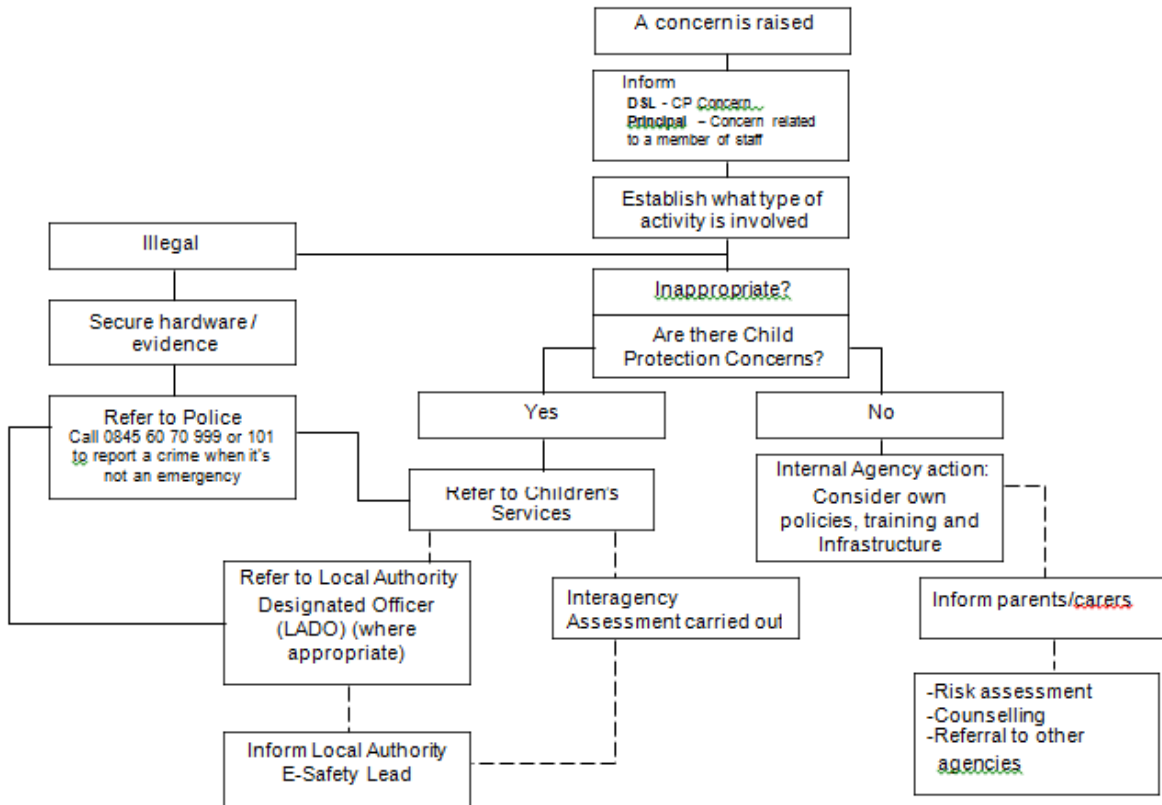 A concern is raised
Inform
DSL - CP Concern
Principal – Concern related
to a member of staff
Establish what type of
activity is involved
Illegal
Inappropriate?
Secure hardware /
evidence
Are there Child
Protection Concerns?
Refer to Police
Call 0845 60 70 999 or 101
to report a crime when it's
not an emergency
Yes
No
Refer to Children's
Services
Internal Agency action:
Consider own
policies, training and
Infrastructure
Refer to Local Authority
Designated Officer
(LADO) (where
appropriate)
Interagency
Assessment carried out
Inform parents/carers
-Risk assessment
-Counselling
-Referral to other
agencies
Inform Local Authority
E-Safety Lead